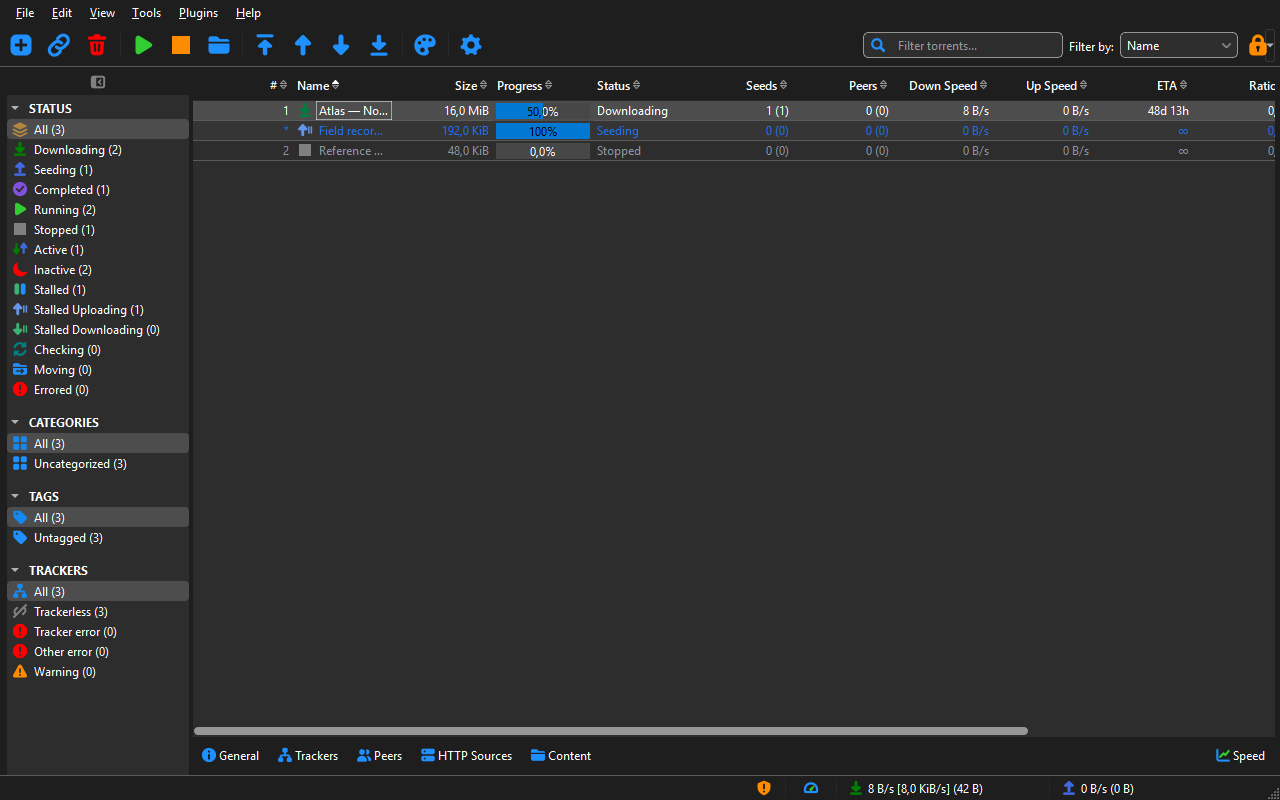 File Edit View Tools Plugins Help
Filter torrents... Filter by: Name
# Name Size Progress Status Seeds Peers Down Speed Up Speed ETA Ratio
1 Atlas — No... 16,0 MiB 50,0% Downloading 1 (1) 0 (0) 8 B/s 0 B/s 48d 13h 0,
* Field recor... 192,0 KiB 100% Seeding 0 (0) 0 (0) 0 B/s 0 B/s ∞ 0,
2 Reference ... 48,0 KiB 0,0% Stopped 0 (0) 0 (0) 0 B/s 0 B/s ∞ 0,
STATUS
All (3)
Downloading (2)
Seeding (1)
Completed (1)
Running (2)
Stopped (1)
Active (1)
Inactive (2)
Stalled (1)
Stalled Uploading (1)
Stalled Downloading (0)
Checking (0)
Moving (0)
Errored (0)
CATEGORIES
All (3)
Uncategorized (3)
TAGS
All (3)
Untagged (3)
TRACKERS
All (3)
Trackerless (3)
Tracker error (0)
Other error (0)
Warning (0)
General Trackers Peers HTTP Sources Content Speed
8 B/s [8,0 KiB/s] (42 B) 0 B/s (0 B)